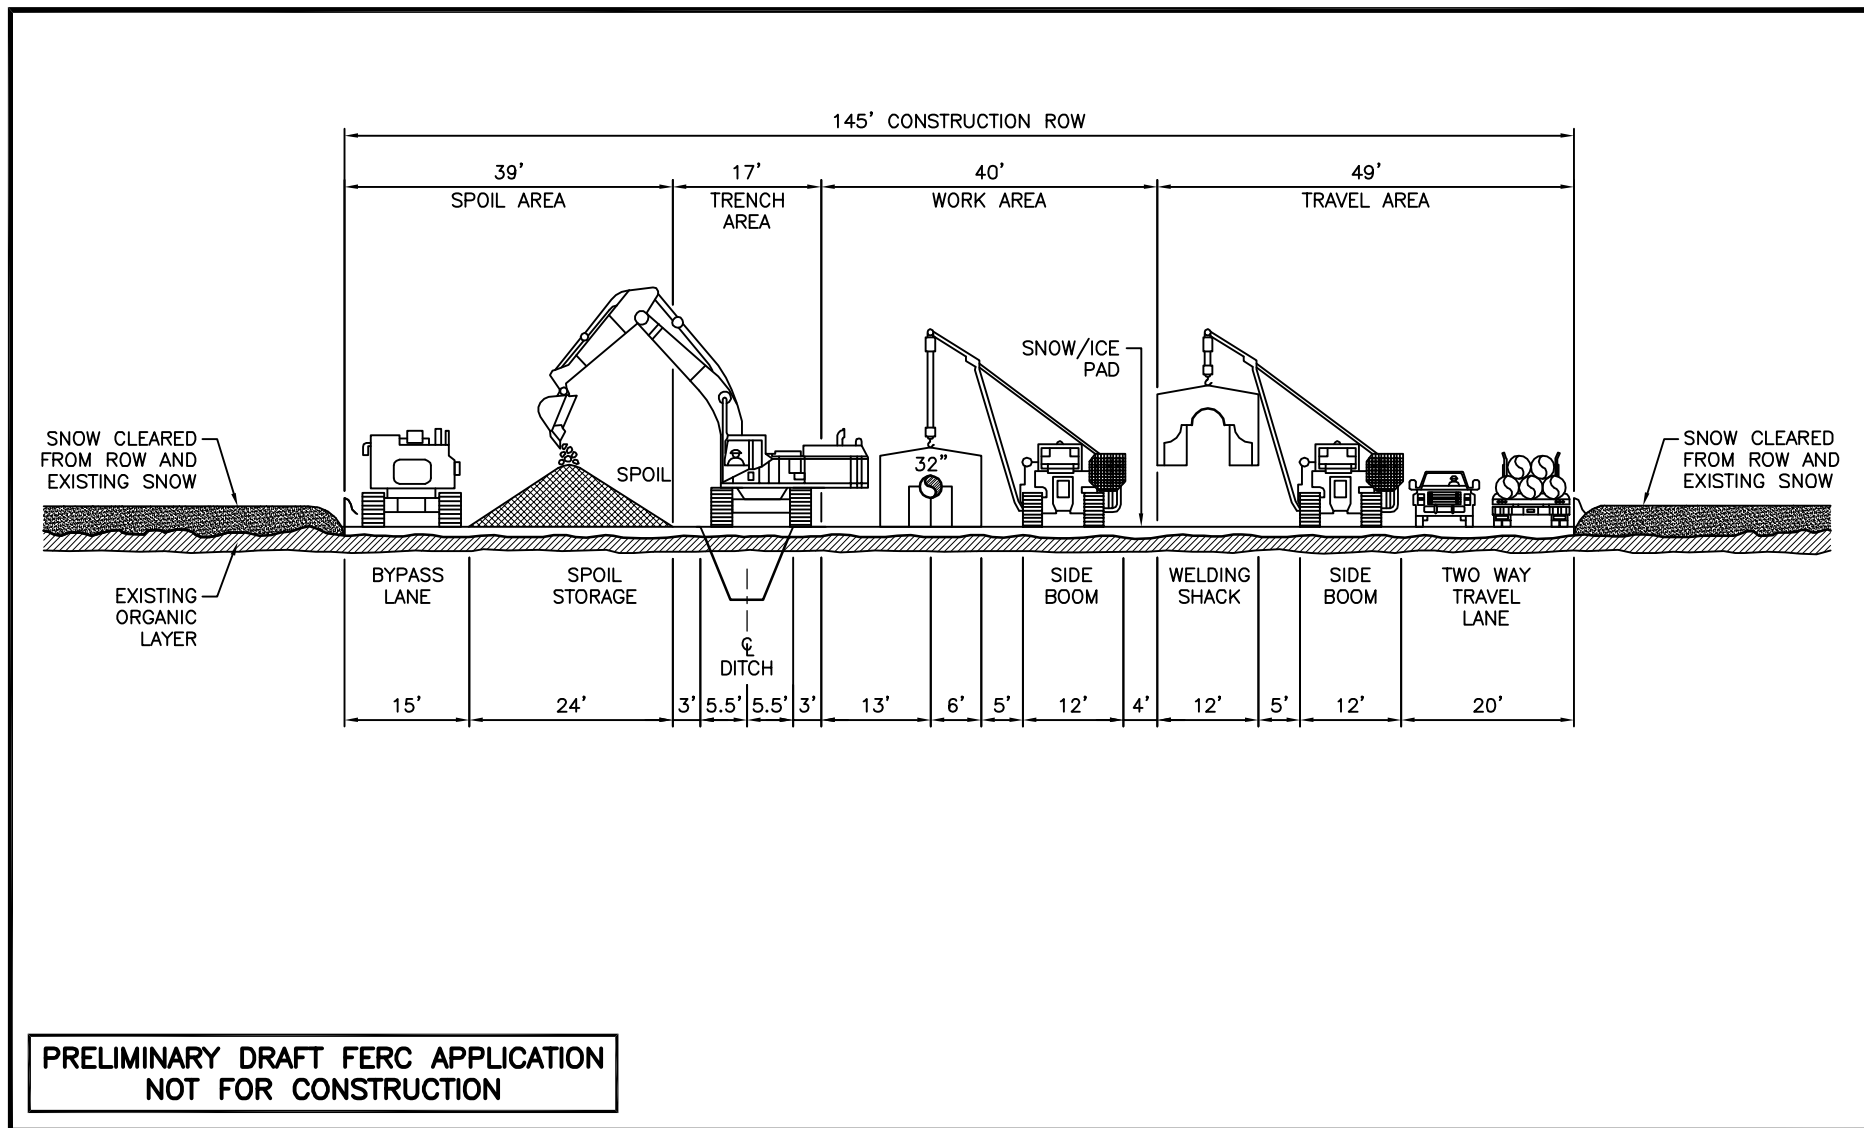 145' CONSTRUCTION ROW
39'
17'
40'
49'
SPOIL AREA
TRENCH
AREA
WORK AREA
TRAVEL AREA
SNOW/ICE
PAD
SNOW CLEARED
FROM ROW AND
EXISTING SNOW
SPOIL
32"
SNOW CLEARED
FROM ROW AND
EXISTING SNOW
EXISTING
ORGANIC
LAYER
BYPASS
LANE
SPOIL
STORAGE
SIDE
BOOM
WELDING
SHACK
SIDE
BOOM
TWO WAY
TRAVEL
LANE
℄
DITCH
15'
24'
3'
5.5'
5.5'
3'
13'
6'
5'
12'
4'
12'
5'
12'
20'
PRELIMINARY DRAFT FERC APPLICATION
NOT FOR CONSTRUCTION